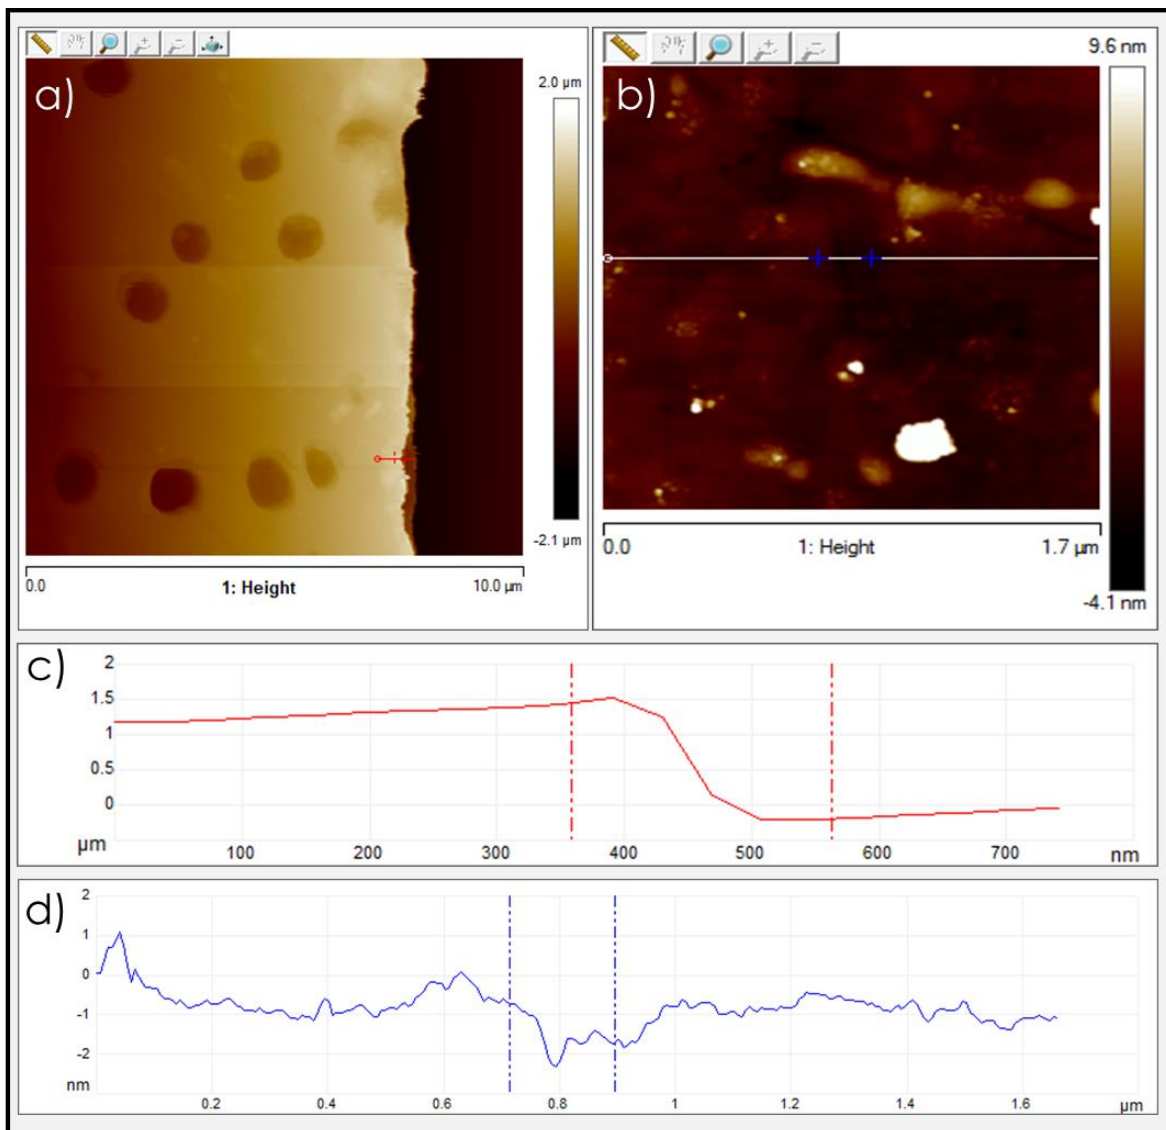 a)
2.0 µm
-2.1 µm
0.0 1: Height 10.0 µm
b)
9.6 nm
-4.1 nm
0.0 1: Height 1.7 µm
c)
2
1.5
1
0.5
0
µm 100 200 300 400 500 600 700 nm
d)
2
1
0
-1
-2
nm
0.2 0.4 0.6 0.8 1 1.2 1.4 1.6 µm